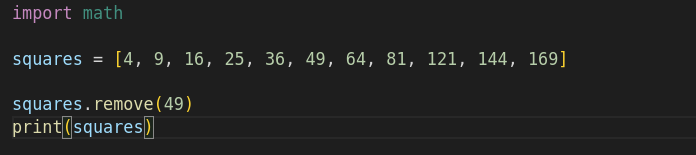 import math
squares = [4, 9, 16, 25, 36, 49, 64, 81, 121, 144, 169]
squares.remove(49)
print(squares)